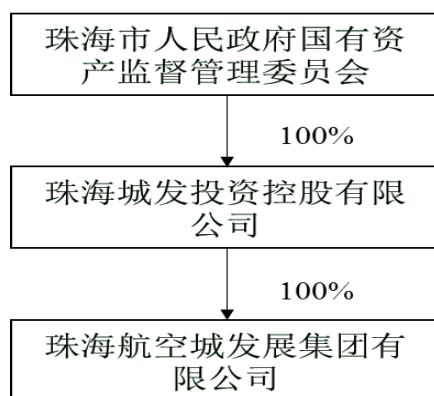 珠海市人民政府国有资
产监督管理委员会
100%
珠海城发投资控股有限
公司
100%
珠海航空城发展集团有
限公司